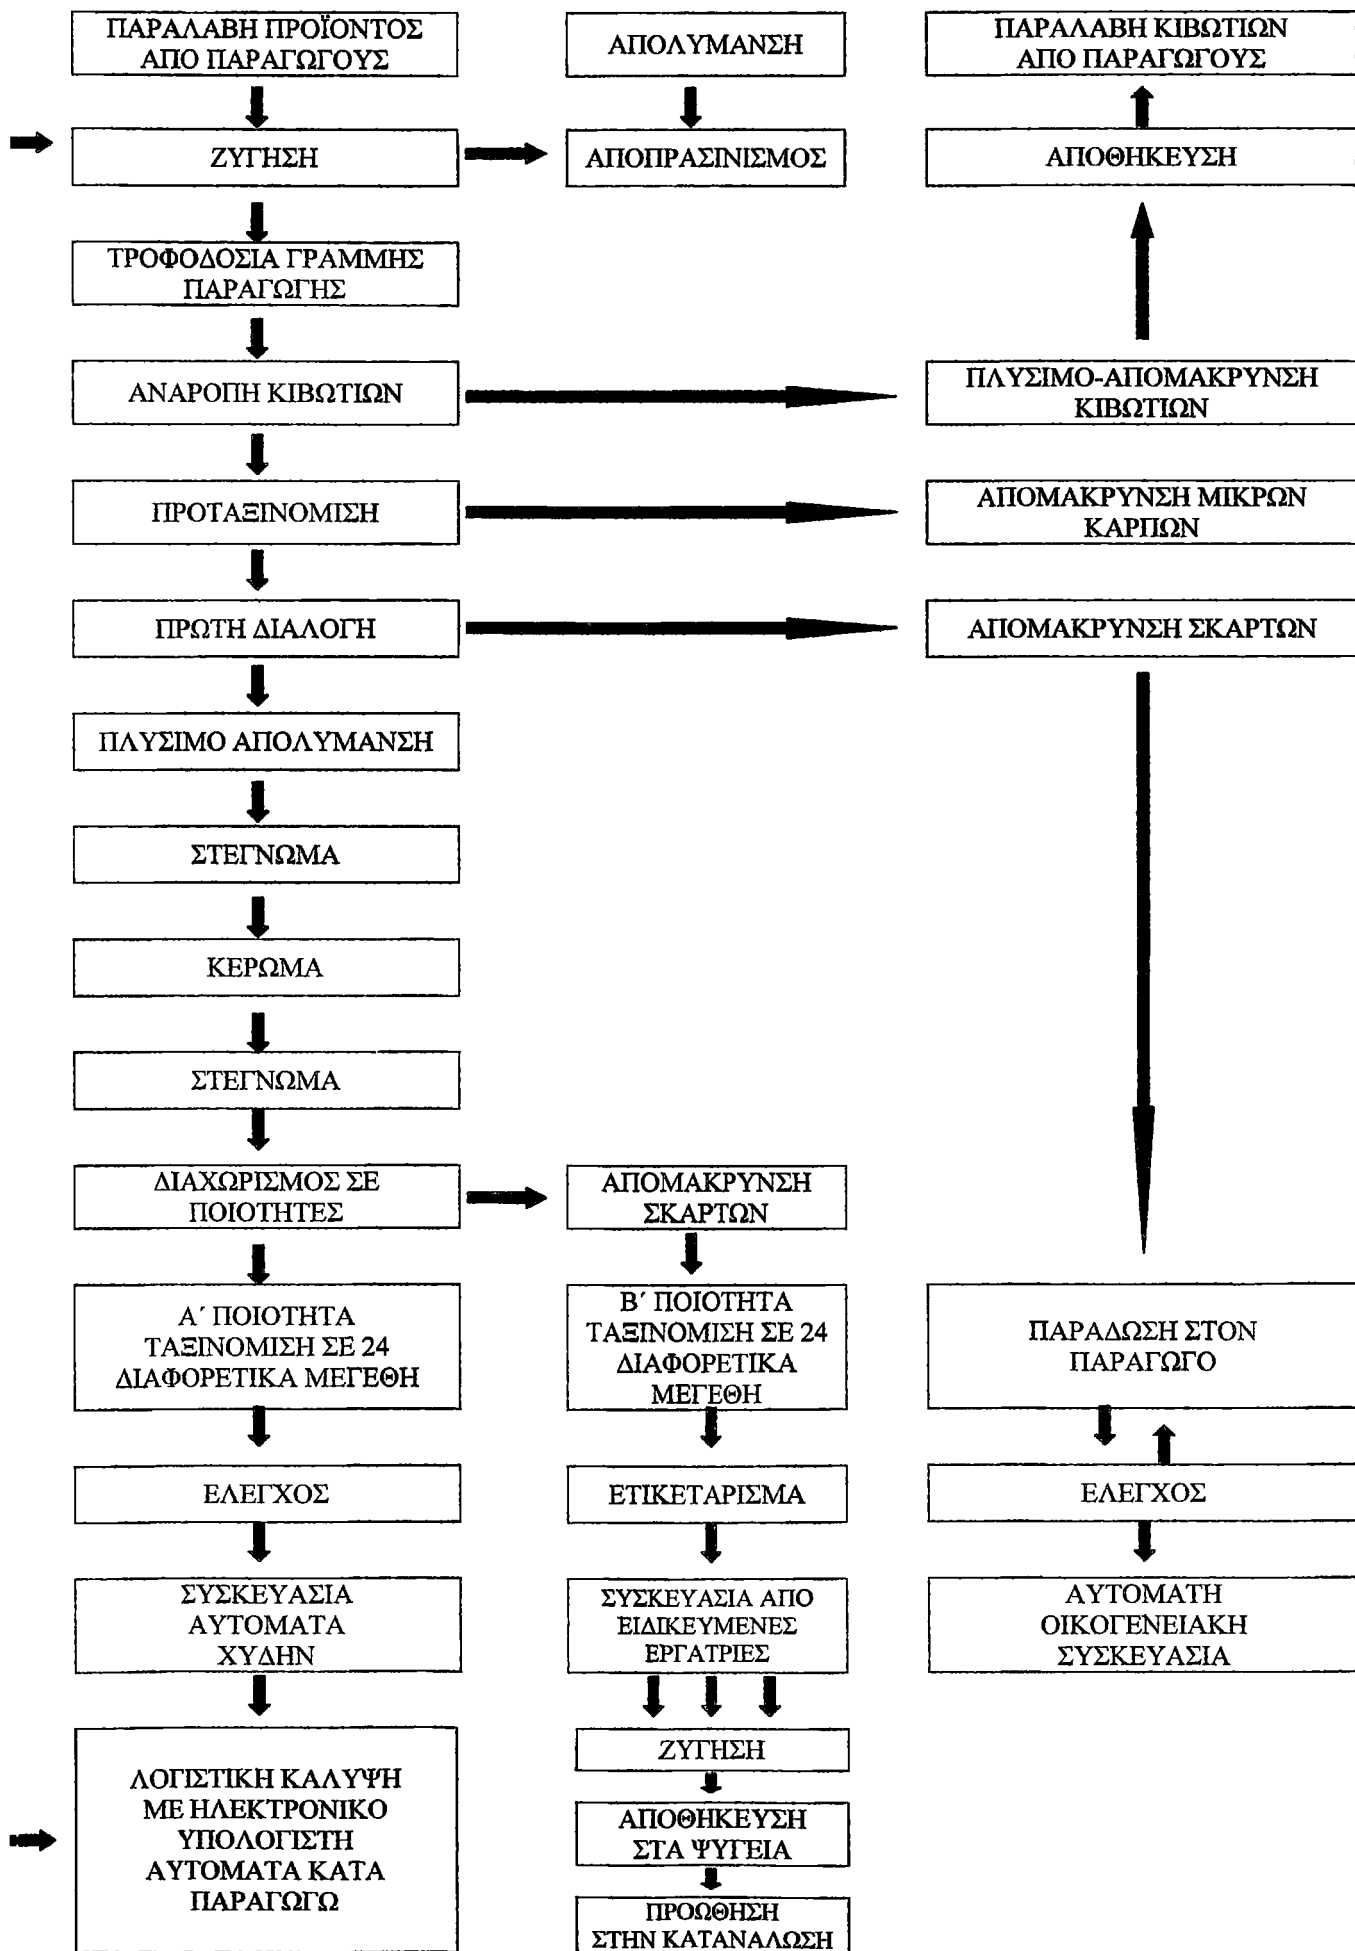 ΠΑΡΑΛΑΒΗ ΠΡΟΪΟΝΤΟΣ
ΑΠΟ ΠΑΡΑΓΩΓΟΥΣ
ΖΥΓΗΣΗ
ΤΡΟΦΟΔΟΣΙΑ ΓΡΑΜΜΗΣ
ΠΑΡΑΓΩΓΗΣ
ΑΝΑΡΟΠΗ ΚΙΒΩΤΙΩΝ
ΠΡΟΤΑΞΙΝΟΜΙΣΗ
ΠΡΩΤΗ ΔΙΑΛΟΓΗ
ΠΛΥΣΙΜΟ ΑΠΟΛΥΜΑΝΣΗ
ΣΤΕΓΝΩΜΑ
ΚΕΡΩΜΑ
ΣΤΕΓΝΩΜΑ
ΔΙΑΧΩΡΙΣΜΟΣ ΣΕ
ΠΟΙΟΤΗΤΕΣ
Α΄ ΠΟΙΟΤΗΤΑ
ΤΑΞΙΝΟΜΙΣΗ ΣΕ 24
ΔΙΑΦΟΡΕΤΙΚΑ ΜΕΓΕΘΗ
ΕΛΕΓΧΟΣ
ΣΥΣΚΕΥΑΣΙΑ
ΑΥΤΟΜΑΤΑ
ΧΥΔΗΝ
ΛΟΓΙΣΤΙΚΗ ΚΑΛΥΨΗ
ΜΕ ΗΛΕΚΤΡΟΝΙΚΟ
ΥΠΟΛΟΓΙΣΤΗ
ΑΥΤΟΜΑΤΑ ΚΑΤΑ
ΠΑΡΑΓΩΓΩ
ΑΠΟΛΥΜΑΝΣΗ
ΑΠΟΠΡΑΣΙΝΙΣΜΟΣ
ΑΠΟΜΑΚΡΥΝΣΗ
ΣΚΑΡΤΩΝ
Β΄ ΠΟΙΟΤΗΤΑ
ΤΑΞΙΝΟΜΙΣΗ ΣΕ 24
ΔΙΑΦΟΡΕΤΙΚΑ
ΜΕΓΕΘΗ
ΕΤΙΚΕΤΑΡΙΣΜΑ
ΣΥΣΚΕΥΑΣΙΑ ΑΠΟ
ΕΙΔΙΚΕΥΜΕΝΕΣ
ΕΡΓΑΤΡΙΕΣ
ΖΥΓΗΣΗ
ΑΠΟΘΗΚΕΥΣΗ
ΣΤΑ ΨΥΓΕΙΑ
ΠΡΟΩΘΗΣΗ
ΣΤΗΝ ΚΑΤΑΝΑΛΩΣΗ
ΠΑΡΑΛΑΒΗ ΚΙΒΩΤΙΩΝ
ΑΠΟ ΠΑΡΑΓΩΓΟΥΣ
ΑΠΟΘΗΚΕΥΣΗ
ΠΛΥΣΙΜΟ-ΑΠΟΜΑΚΡΥΝΣΗ
ΚΙΒΩΤΙΩΝ
ΑΠΟΜΑΚΡΥΝΣΗ ΜΙΚΡΩΝ
ΚΑΡΠΩΝ
ΑΠΟΜΑΚΡΥΝΣΗ ΣΚΑΡΤΩΝ
ΠΑΡΑΔΩΣΗ ΣΤΟΝ
ΠΑΡΑΓΩΓΟ
ΕΛΕΓΧΟΣ
ΑΥΤΟΜΑΤΗ
ΟΙΚΟΓΕΝΕΙΑΚΗ
ΣΥΣΚΕΥΑΣΙΑ